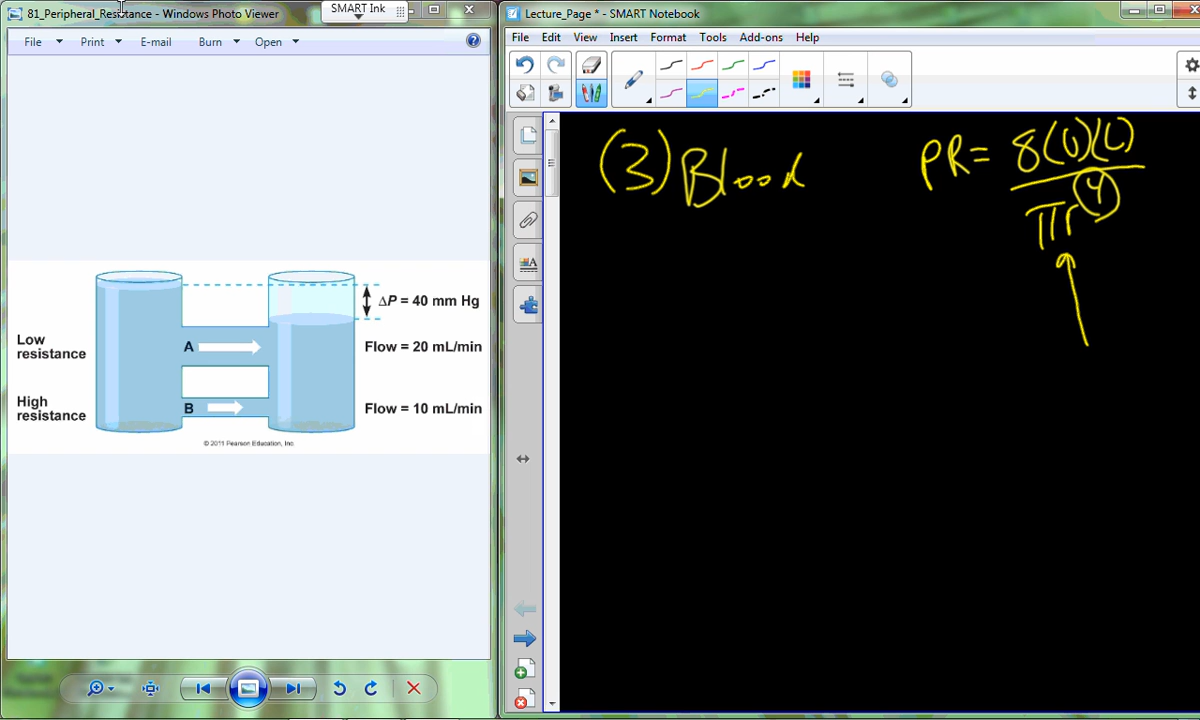 81_Peripheral_Resistance - Windows Photo Viewer
SMART Ink
File Print E-mail Burn Open
Low
resistance
High
resistance
A
B
ΔP = 40 mm Hg
Flow = 20 mL/min
Flow = 10 mL/min
© 2011 Pearson Education, Inc.
Lecture_Page * - SMART Notebook
File Edit View Insert Format Tools Add-ons Help
(3) Blood
PR = 8(V)(L)
πr⁴